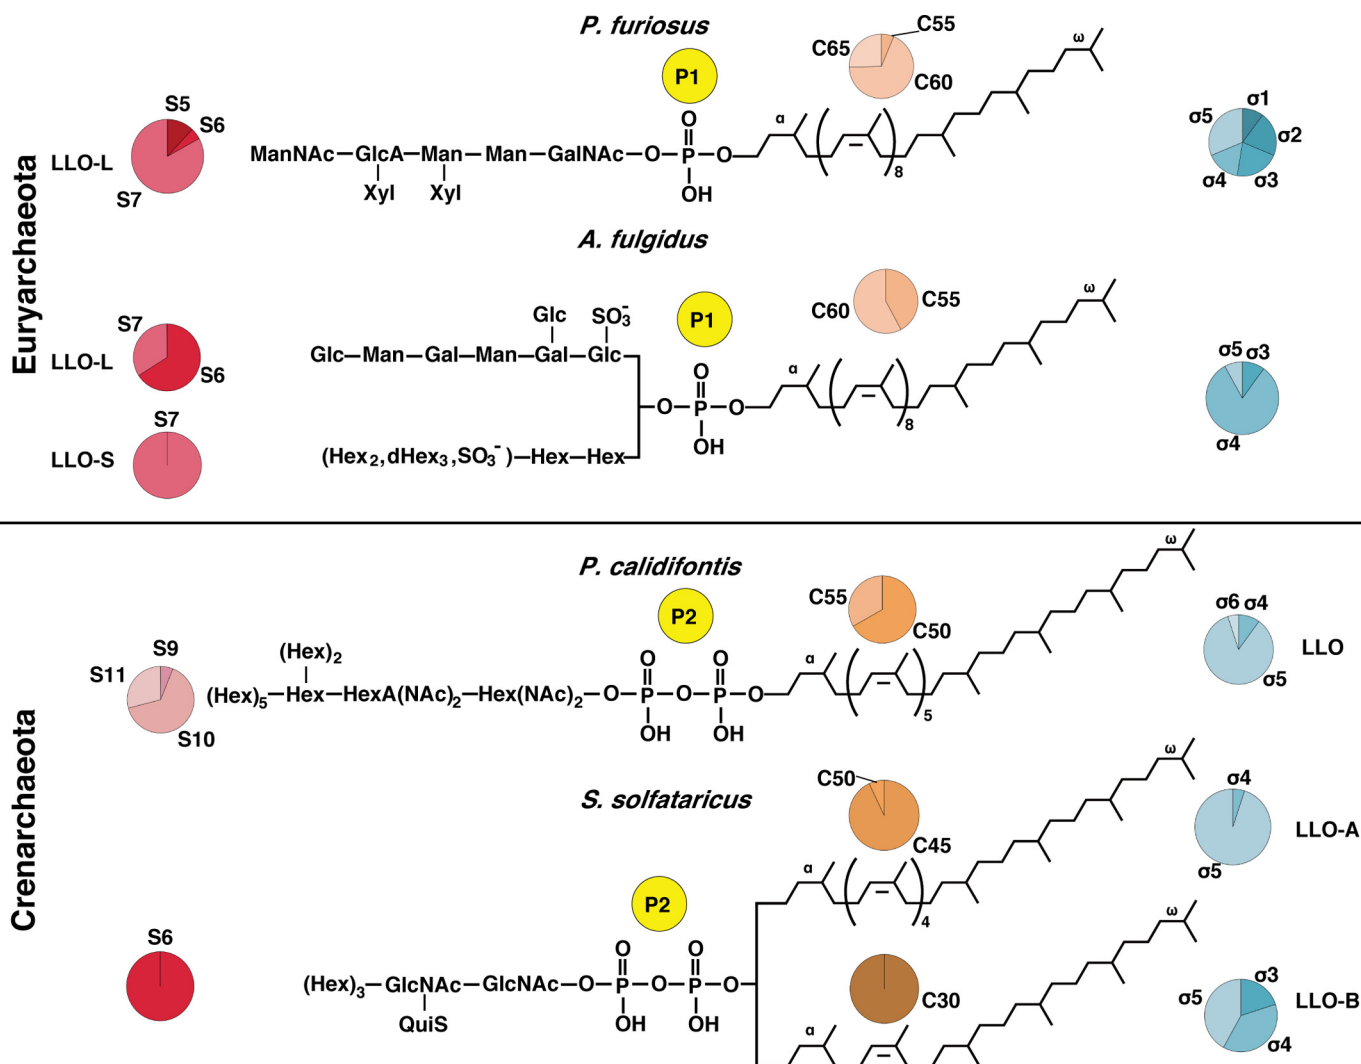 Euryarchaeota
P. furiosus
P1
C65
C55
C60
ω
LLO-L
S5
S6
S7
ManNAc—GlcA—Man—Man—GalNAc—O—P—O
Xyl
Xyl
O
OH
α
8
σ5
σ1
σ2
σ4
σ3
A. fulgidus
P1
C60
C55
ω
LLO-L
S7
S6
Glc
SO₃⁻
Glc—Man—Gal—Man—Gal—Glc
O
O—P—O
OH
α
8
σ5
σ3
σ4
LLO-S
S7
(Hex₂,dHex₃,SO₃⁻)—Hex—Hex
Crenarchaeota
P. calidifontis
P2
C55
C50
ω
S9
S11
S10
(Hex)₂
(Hex)₅—Hex—HexA(NAc)₂—Hex(NAc)₂—O—P—O—P—O
O
O
OH
OH
α
5
σ6
σ4
σ5
LLO
S. solfataricus
P2
C50
C45
ω
α
4
σ4
σ5
LLO-A
S6
(Hex)₃—GlcNAc—GlcNAc—O—P—O—P—O
QuiS
O
O
OH
OH
C30
ω
α
σ5
σ3
σ4
LLO-B